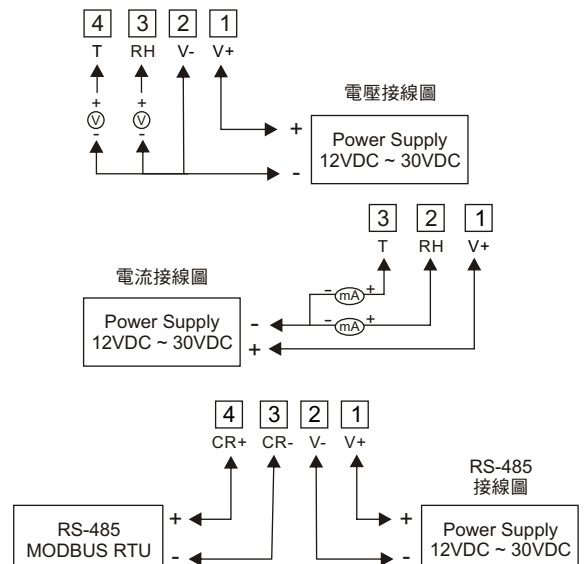 4 3 2 1
T RH V- V+
+ +
V V
- -
電壓接線圖
+
-
Power Supply
12VDC ~ 30VDC
3 2 1
T RH V+
電流接線圖
- mA +
- mA +
Power Supply
12VDC ~ 30VDC
-
+
4 3 2 1
CR+ CR- V- V+
RS-485
接線圖
+
-
RS-485
MODBUS RTU
+
-
Power Supply
12VDC ~ 30VDC